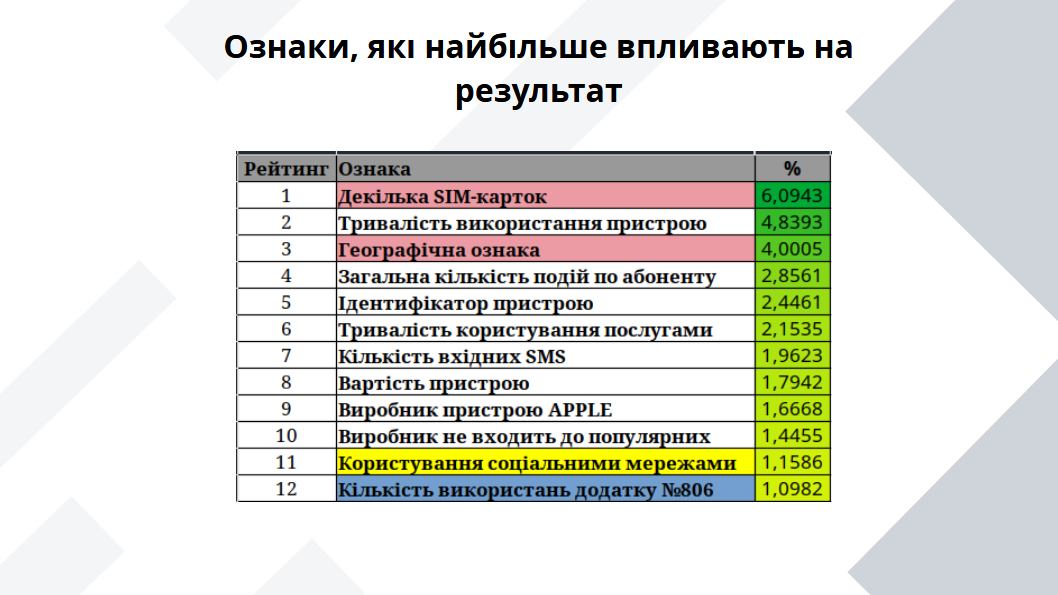 Ознаки, які найбільше впливають на
результат
Рейтинг Ознака %
1 Декілька SIM-карток 6,0943
2 Тривалість використання пристрою 4,8393
3 Географічна ознака 4,0005
4 Загальна кількість подій по абоненту 2,8561
5 Ідентифікатор пристрою 2,4461
6 Тривалість користування послугами 2,1535
7 Кількість вхідних SMS 1,9623
8 Вартість пристрою 1,7942
9 Виробник пристрою APPLE 1,6668
10 Виробник не входить до популярних 1,4455
11 Користування соціальними мережами 1,1586
12 Кількість використань додатку №806 1,0982